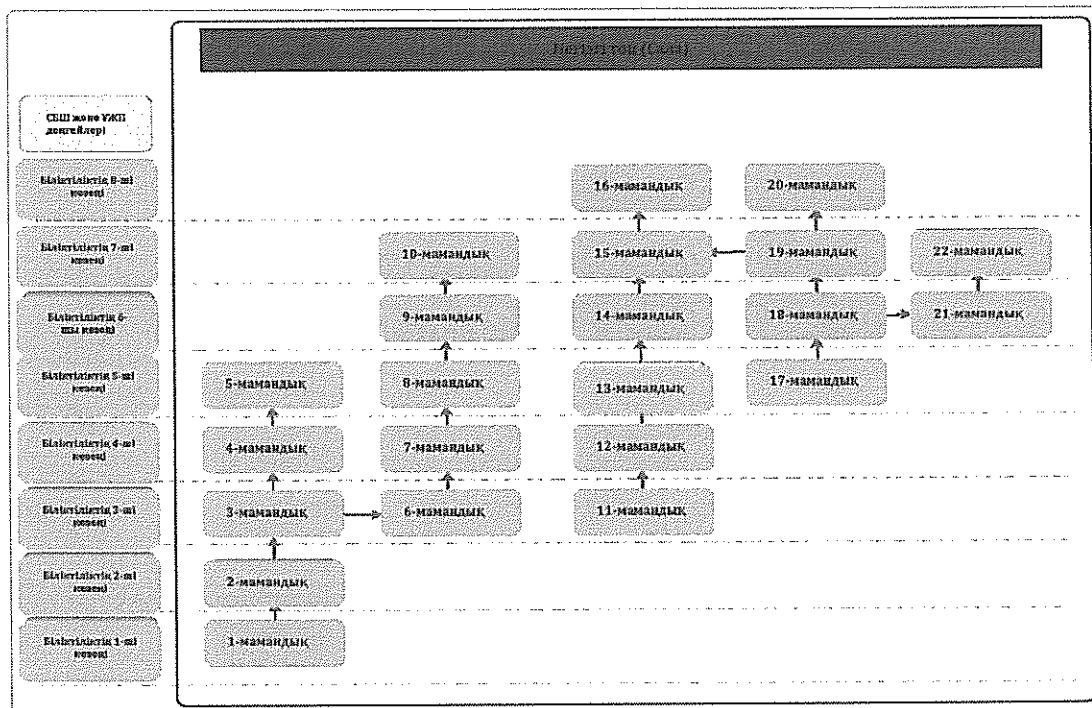 СБШ және ҰЖП
деңгейлері
Біліктіліктің 8-ші
кезеңі
16-мамандық
20-мамандық
Біліктіліктің 7-ші
кезеңі
10-мамандық
15-мамандық
19-мамандық
22-мамандық
Біліктіліктің 6-
шы кезеңі
9-мамандық
14-мамандық
18-мамандық
21-мамандық
Біліктіліктің 5-ші
кезеңі
5-мамандық
8-мамандық
13-мамандық
17-мамандық
Біліктіліктің 4-ші
кезеңі
4-мамандық
7-мамандық
12-мамандық
Біліктіліктің 3-ші
кезеңі
3-мамандық
6-мамандық
11-мамандық
Біліктіліктің 2-ші
кезеңі
2-мамандық
Біліктіліктің 1-ші
кезеңі
1-мамандық